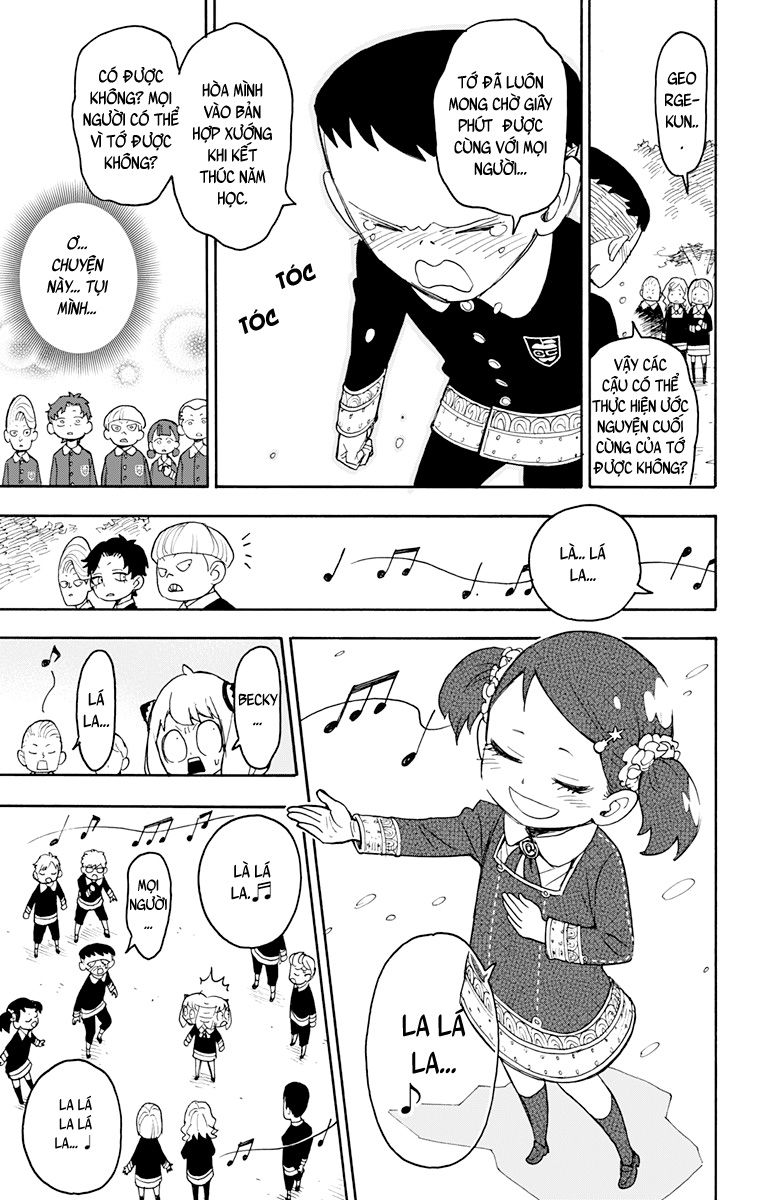 GEO
RGE-
KUN..
VẬY CÁC
CẬU CÓ THỂ
THỰC HIỆN ƯỚC
NGUYỆN CUỐI
CÙNG CỦA TỚ
ĐƯỢC KHÔNG?
TỚ ĐÃ LUÔN
MONG CHỜ GIÂY
PHÚT ĐƯỢC
CÙNG VỚI MỌI
NGƯỜI...
HÒA MÌNH
VÀO BẢN
HỢP XƯỚNG
KHI KẾT
THÚC NĂM
HỌC.
CÓ ĐƯỢC
KHÔNG? MỌI
NGƯỜI CÓ THỂ
VÌ TỚ ĐƯỢC
KHÔNG?
TÓC
TÓC
Ơ...
CHUYỆN
NÀY... TỤI
MÌNH...
LÀ... LÁ
LA...
LA LÁ
LA...
BECKY
...
LÁ
LA...
LÀ LÁ
LA.
MỌI
NGƯỜI
...
LA LÁ
LA LÁ
LA...